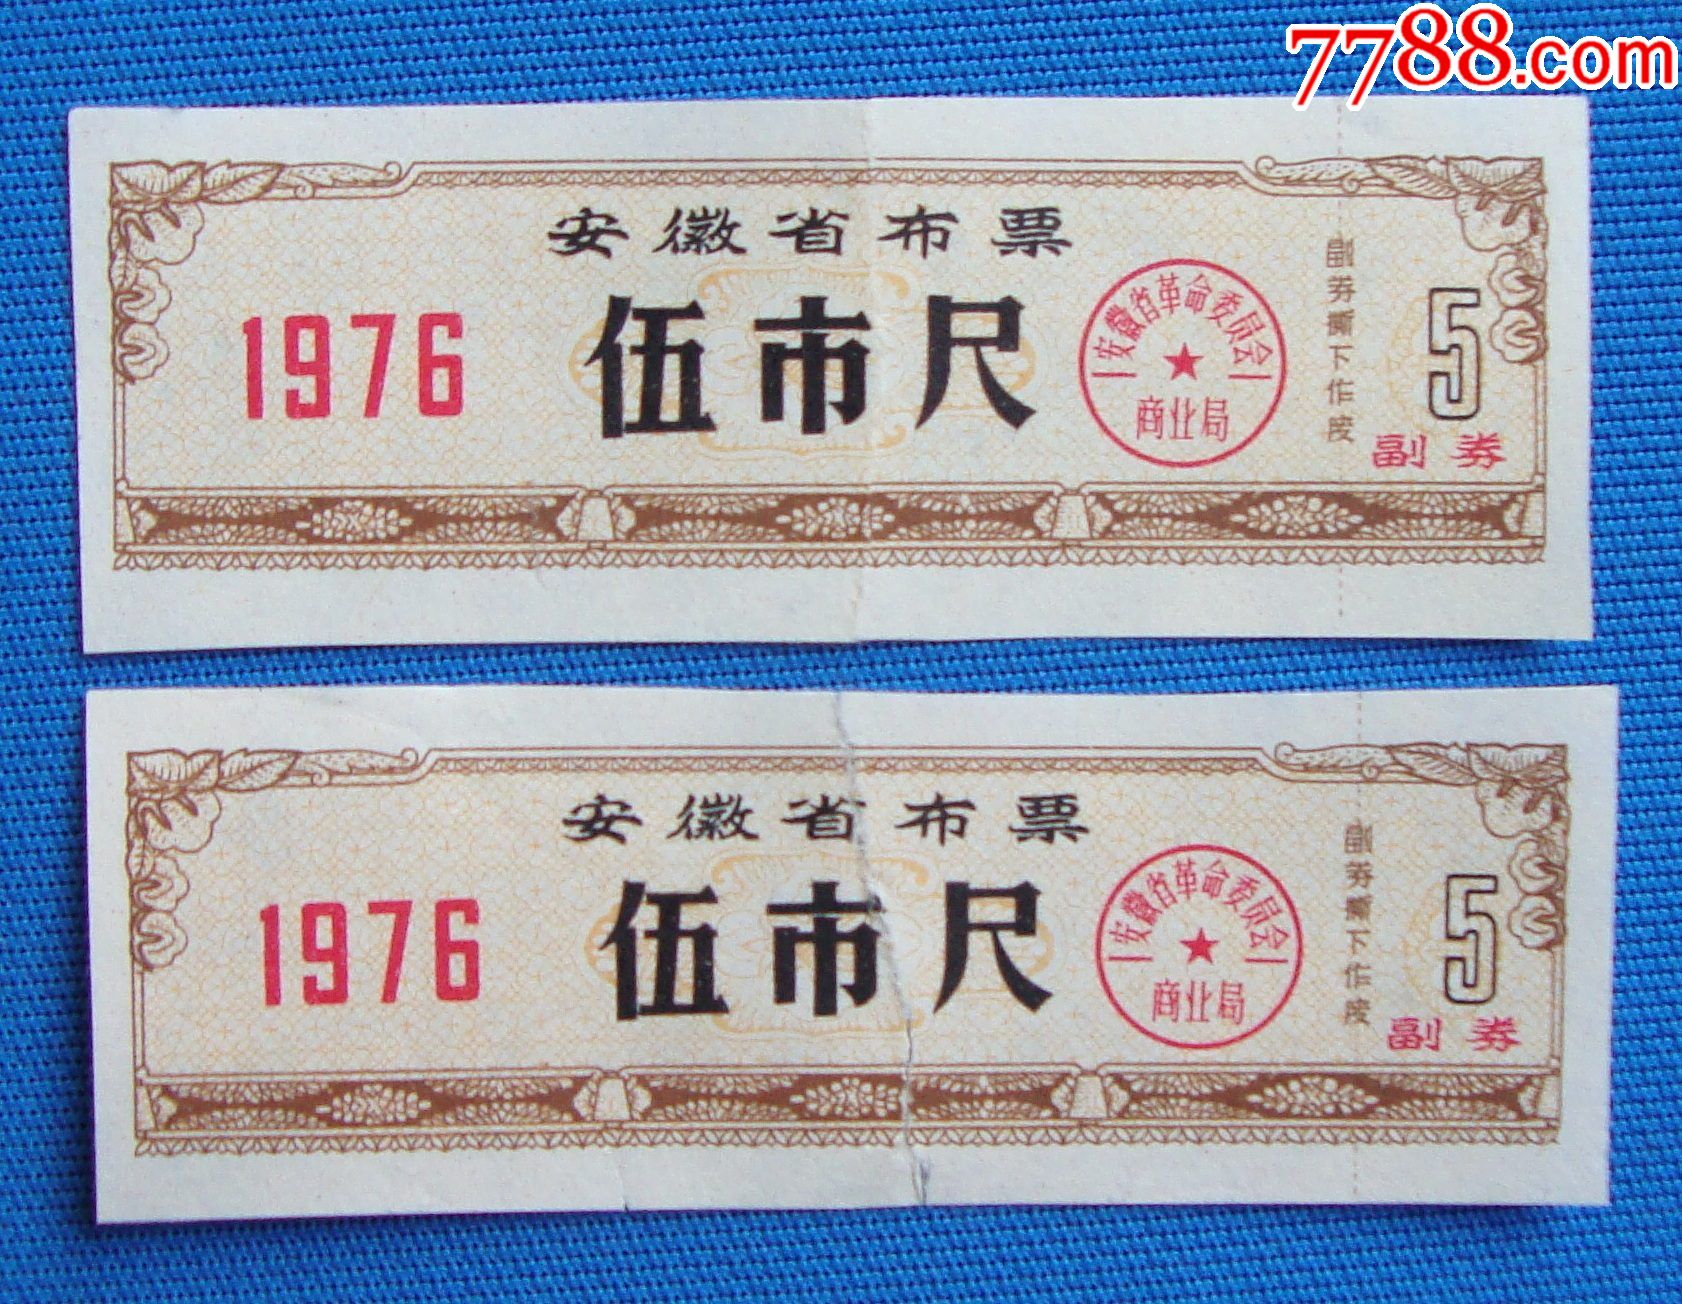 7788.com
安徽省布票
1976
伍市尺
安徽省革命委员会
商业局
副券撕下作废
5
副券
安徽省布票
1976
伍市尺
安徽省革命委员会
商业局
副券撕下作废
5
副券